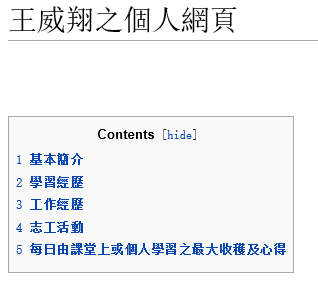 王威翔之個人網頁
Contents [hide]
1 基本簡介
2 學習經歷
3 工作經歷
4 志工活動
5 每日由課堂上或個人學習之最大收獲及心得